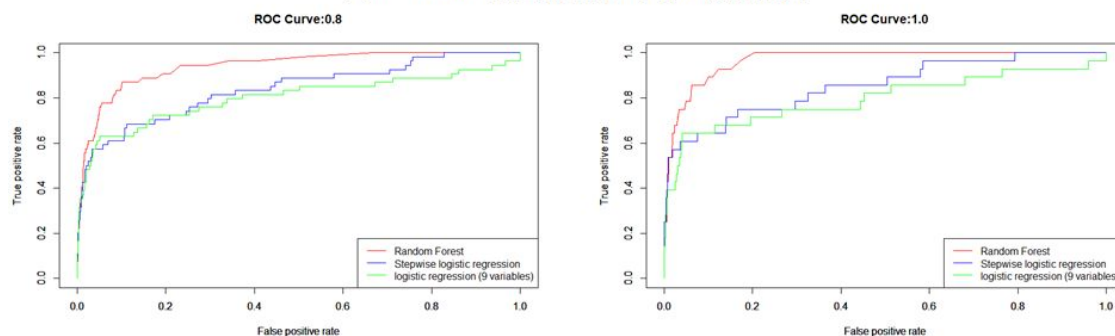 ROC Curve:0.8
True positive rate
1.0
0.8
0.6
0.4
0.2
0.0
Random Forest
Stepwise logistic regression
logistic regression (9 variables)
0.0 0.2 0.4 0.6 0.8 1.0
False positive rate
ROC Curve:1.0
True positive rate
1.0
0.8
0.6
0.4
0.2
0.0
Random Forest
Stepwise logistic regression
logistic regression (9 variables)
0.0 0.2 0.4 0.6 0.8 1.0
False positive rate